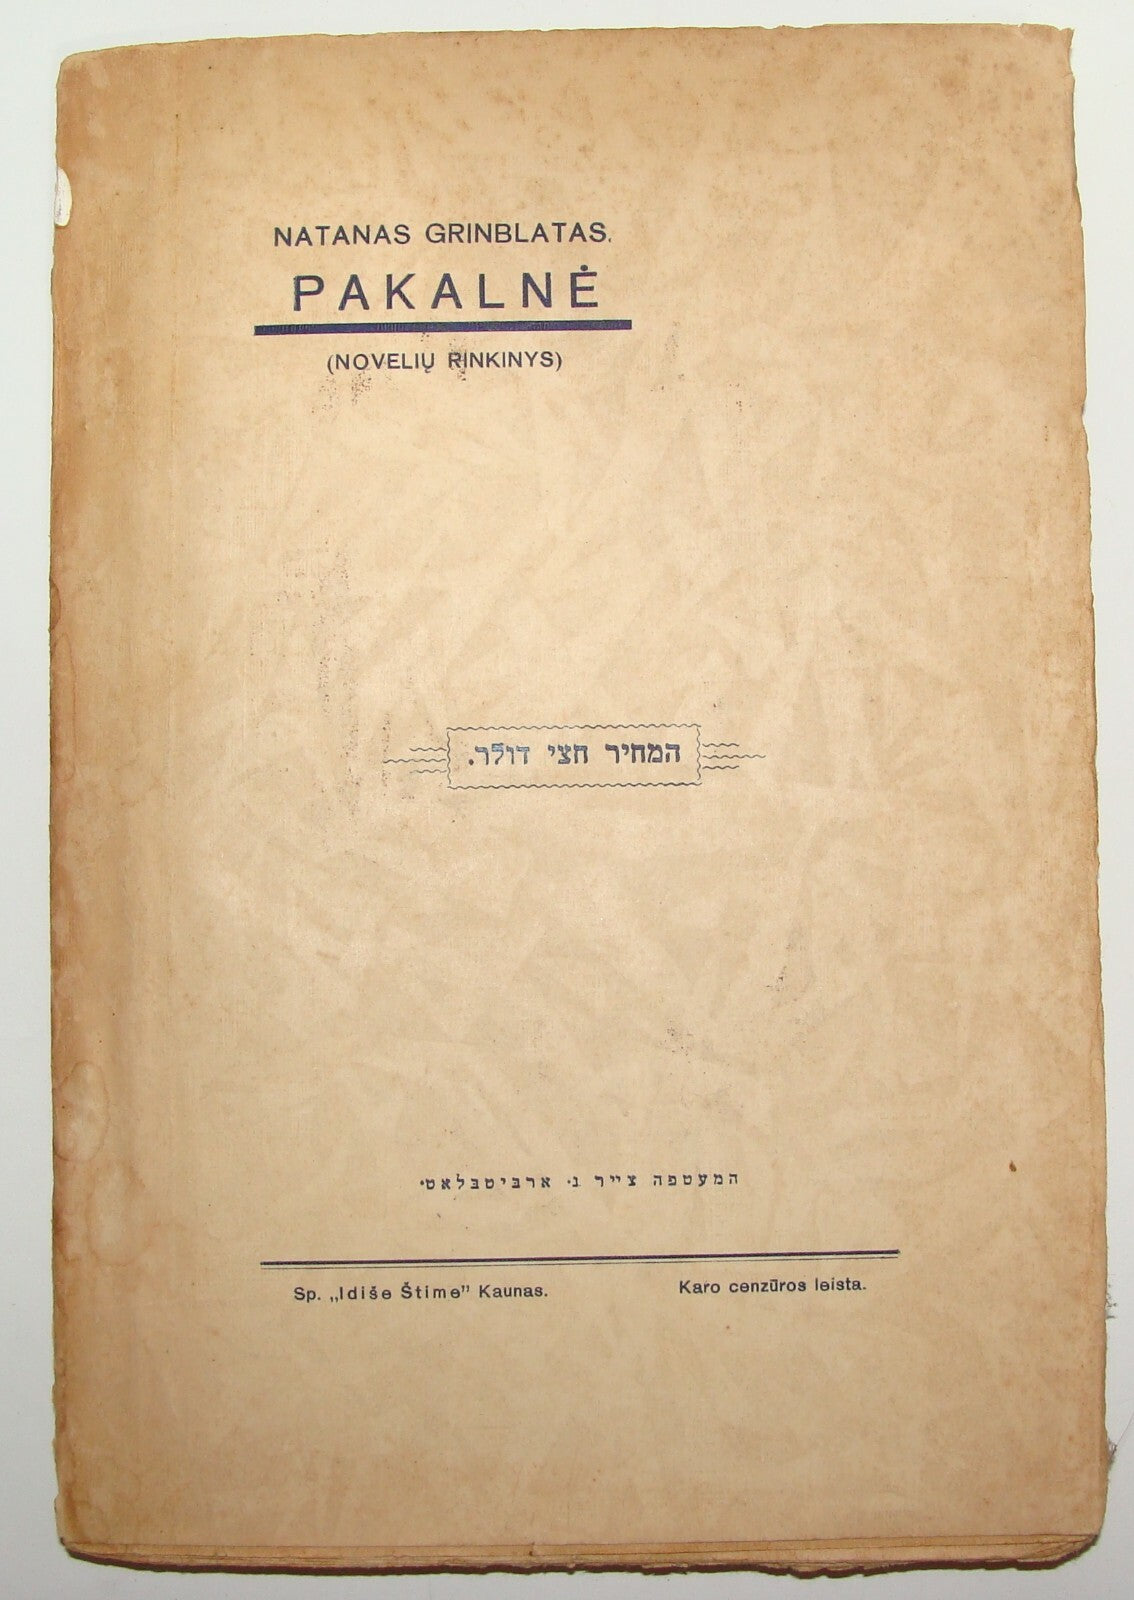 NATANAS GRINBLATAS.
PAKALNĖ
(NOVELIŲ RINKINYS)
המחיר חצי דולר.
המעטפה צייר נ. ארביטבלאט.
Sp. „Idiše Štime” Kaunas.
Karo cenzūros leista.